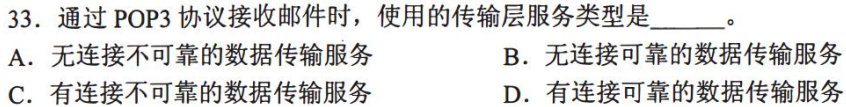 33．通过 POP3 协议接收邮件时，使用的传输层服务类型是______。
A．无连接不可靠的数据传输服务 B．无连接可靠的数据传输服务
C．有连接不可靠的数据传输服务 D．有连接可靠的数据传输服务